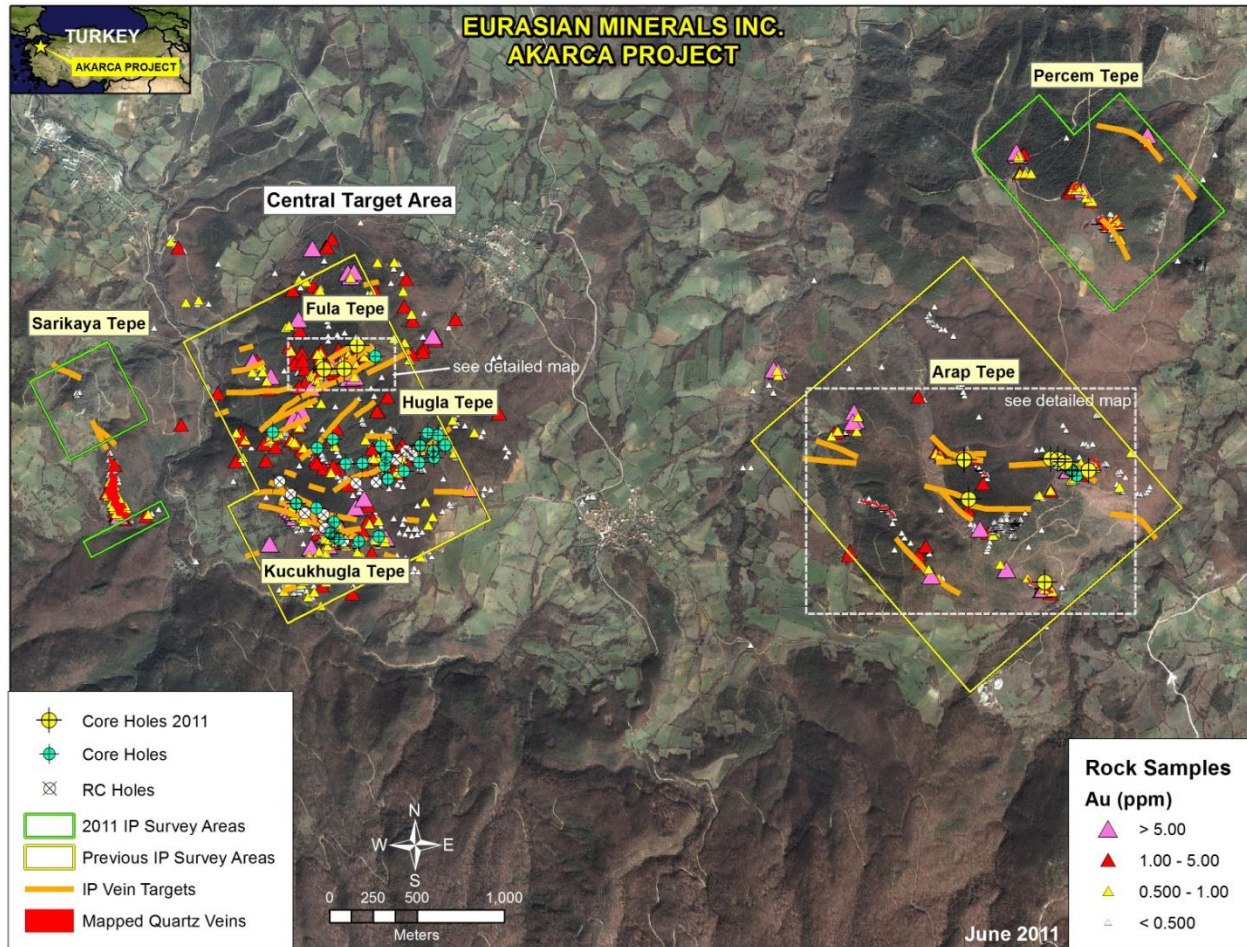 EURASIAN MINERALS INC.
AKARCA PROJECT
TURKEY
AKARCA PROJECT
Percem Tepe
Central Target Area
Fula Tepe
Sarikaya Tepe
see detailed map
Hugla Tepe
Arap Tepe
see detailed map
Kucukhugla Tepe
Core Holes 2011
Core Holes
RC Holes
2011 IP Survey Areas
Previous IP Survey Areas
IP Vein Targets
Mapped Quartz Veins
N
W E
S
0 250 500 1,000
Meters
June 2011
Rock Samples
Au (ppm)
> 5.00
1.00 - 5.00
0.500 - 1.00
< 0.500